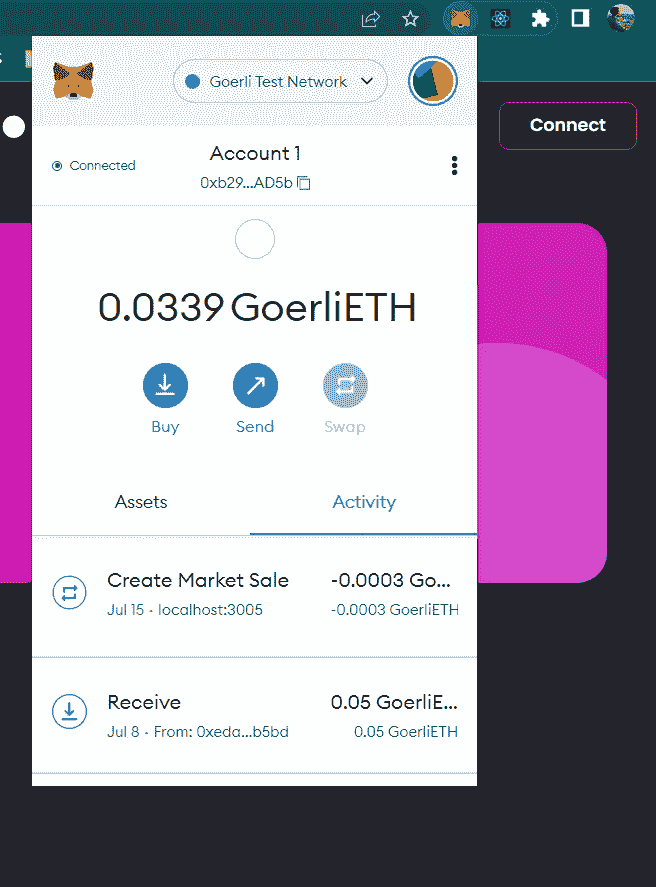 Goerli Test Network
Connect
Connected
Account 1
0xb29...AD5b
0.0339 GoerliETH
Buy
Send
Swap
Assets
Activity
Create Market Sale
-0.0003 Go...
Jul 15 · localhost:3005
-0.0003 GoerliETH
Receive
0.05 GoerliE...
Jul 8 · From: 0xeda...b5bd
0.05 GoerliETH